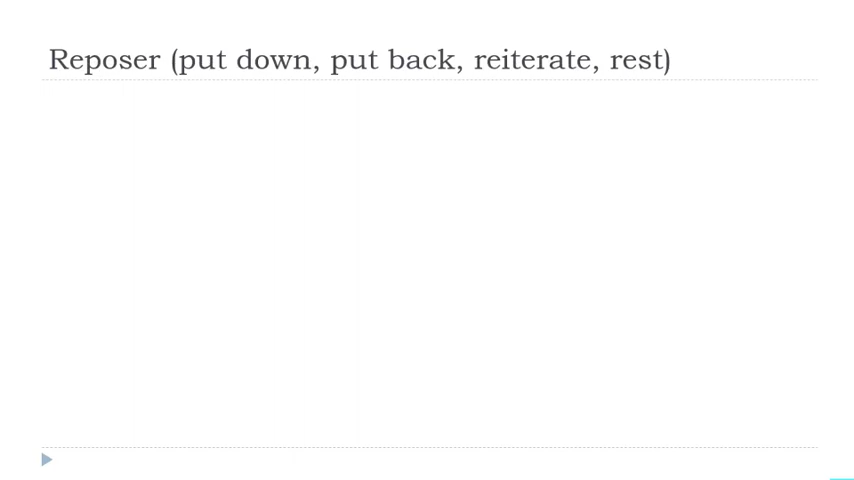 Reposer (put down, put back, reiterate, rest)